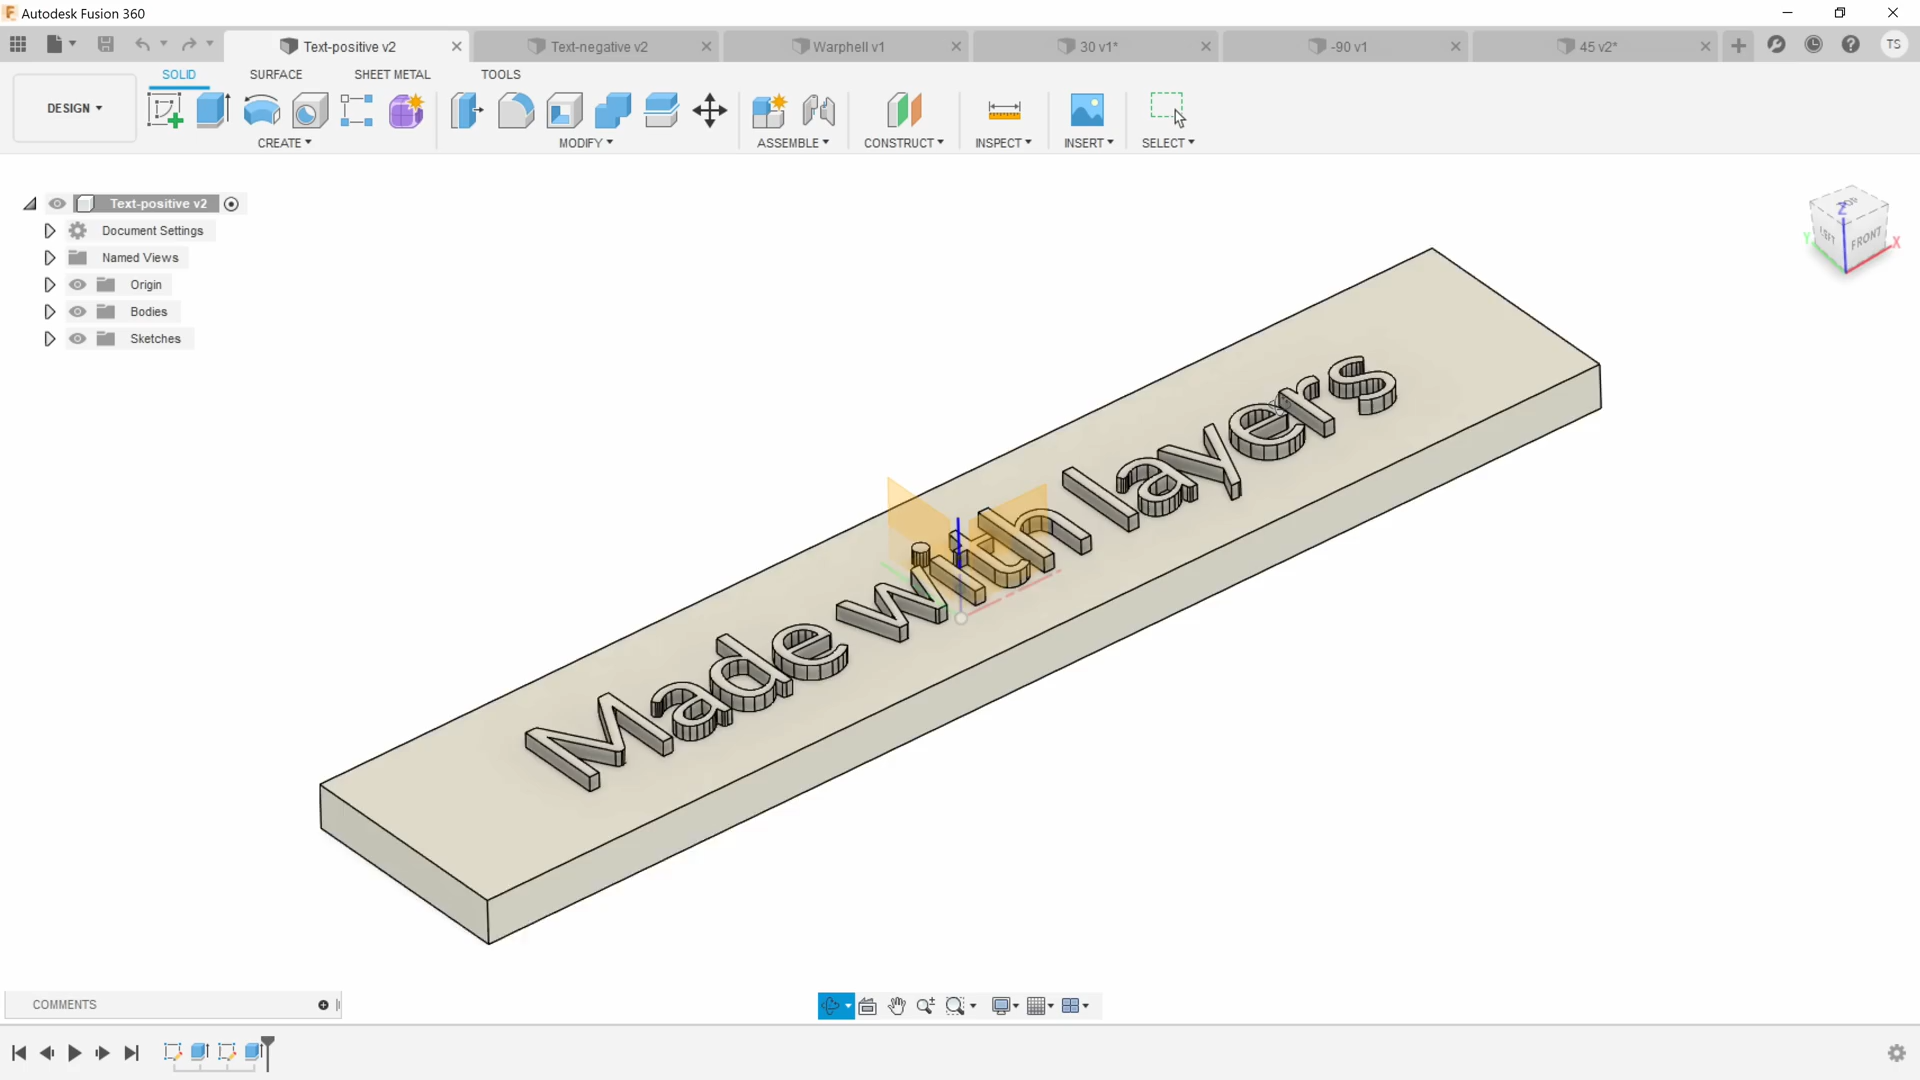 Autodesk Fusion 360
Text-positive v2
Text-negative v2
Warphell v1
30 v1*
-90 v1
45 v2*
TS
SOLID
SURFACE
SHEET METAL
TOOLS
DESIGN
CREATE
MODIFY
ASSEMBLE
CONSTRUCT
INSPECT
INSERT
SELECT
Text-positive v2
Document Settings
Named Views
Origin
Bodies
Sketches
TOP
LEFT
FRONT
Z
Y
X
Made with layers
COMMENTS